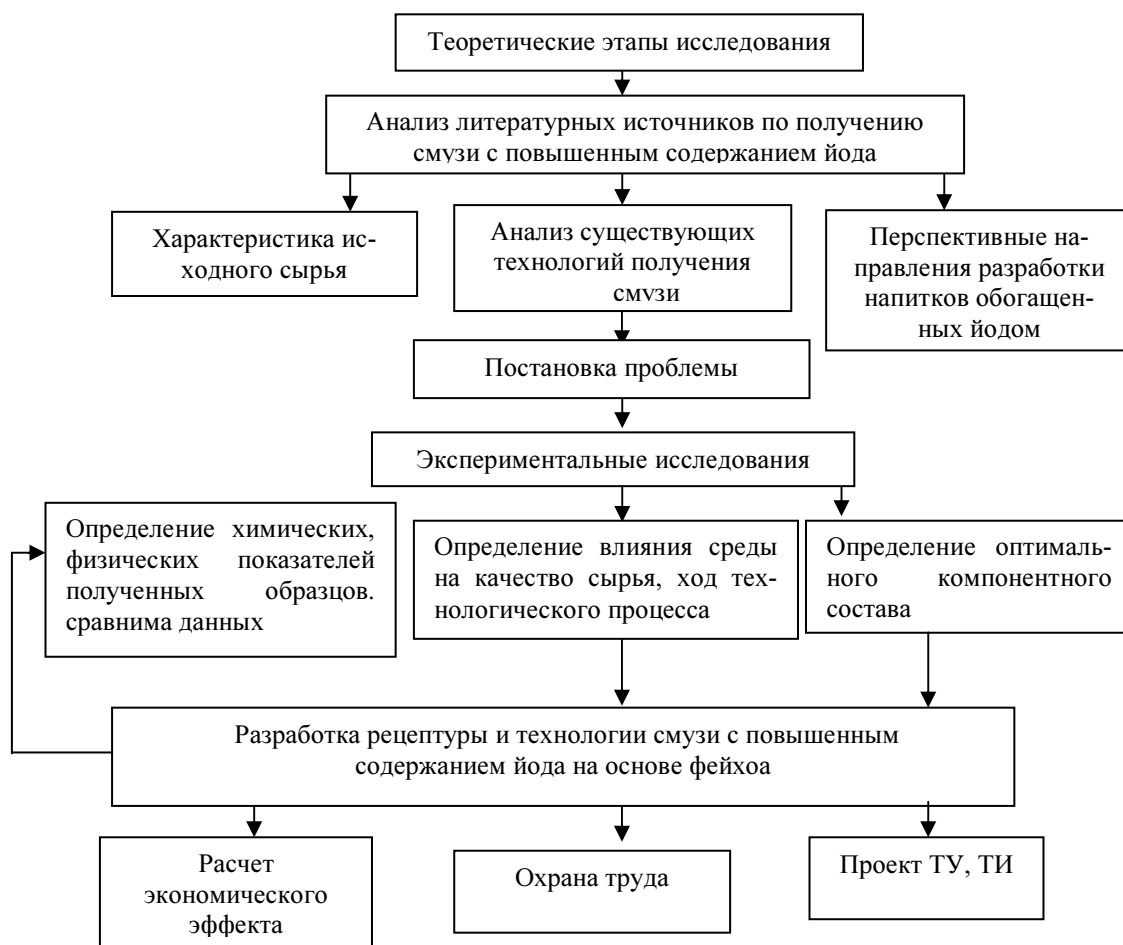 Теоретические этапы исследования
Анализ литературных источников по получению
смузи с повышенным содержанием йода
Характеристика ис-
ходного сырья
Анализ существующих
технологий получения
смузи
Перспективные на-
правления разработки
напитков обогащен-
ных йодом
Постановка проблемы
Экспериментальные исследования
Определение химических,
физических показателей
полученных образцов.
сравнима данных
Определение влияния среды
на качество сырья, ход тех-
нологического процесса
Определение оптималь-
ного компонентного
состава
Разработка рецептуры и технологии смузи с повышенным
содержанием йода на основе фейхоа
Расчет
экономического
эффекта
Охрана труда
Проект ТУ, ТИ